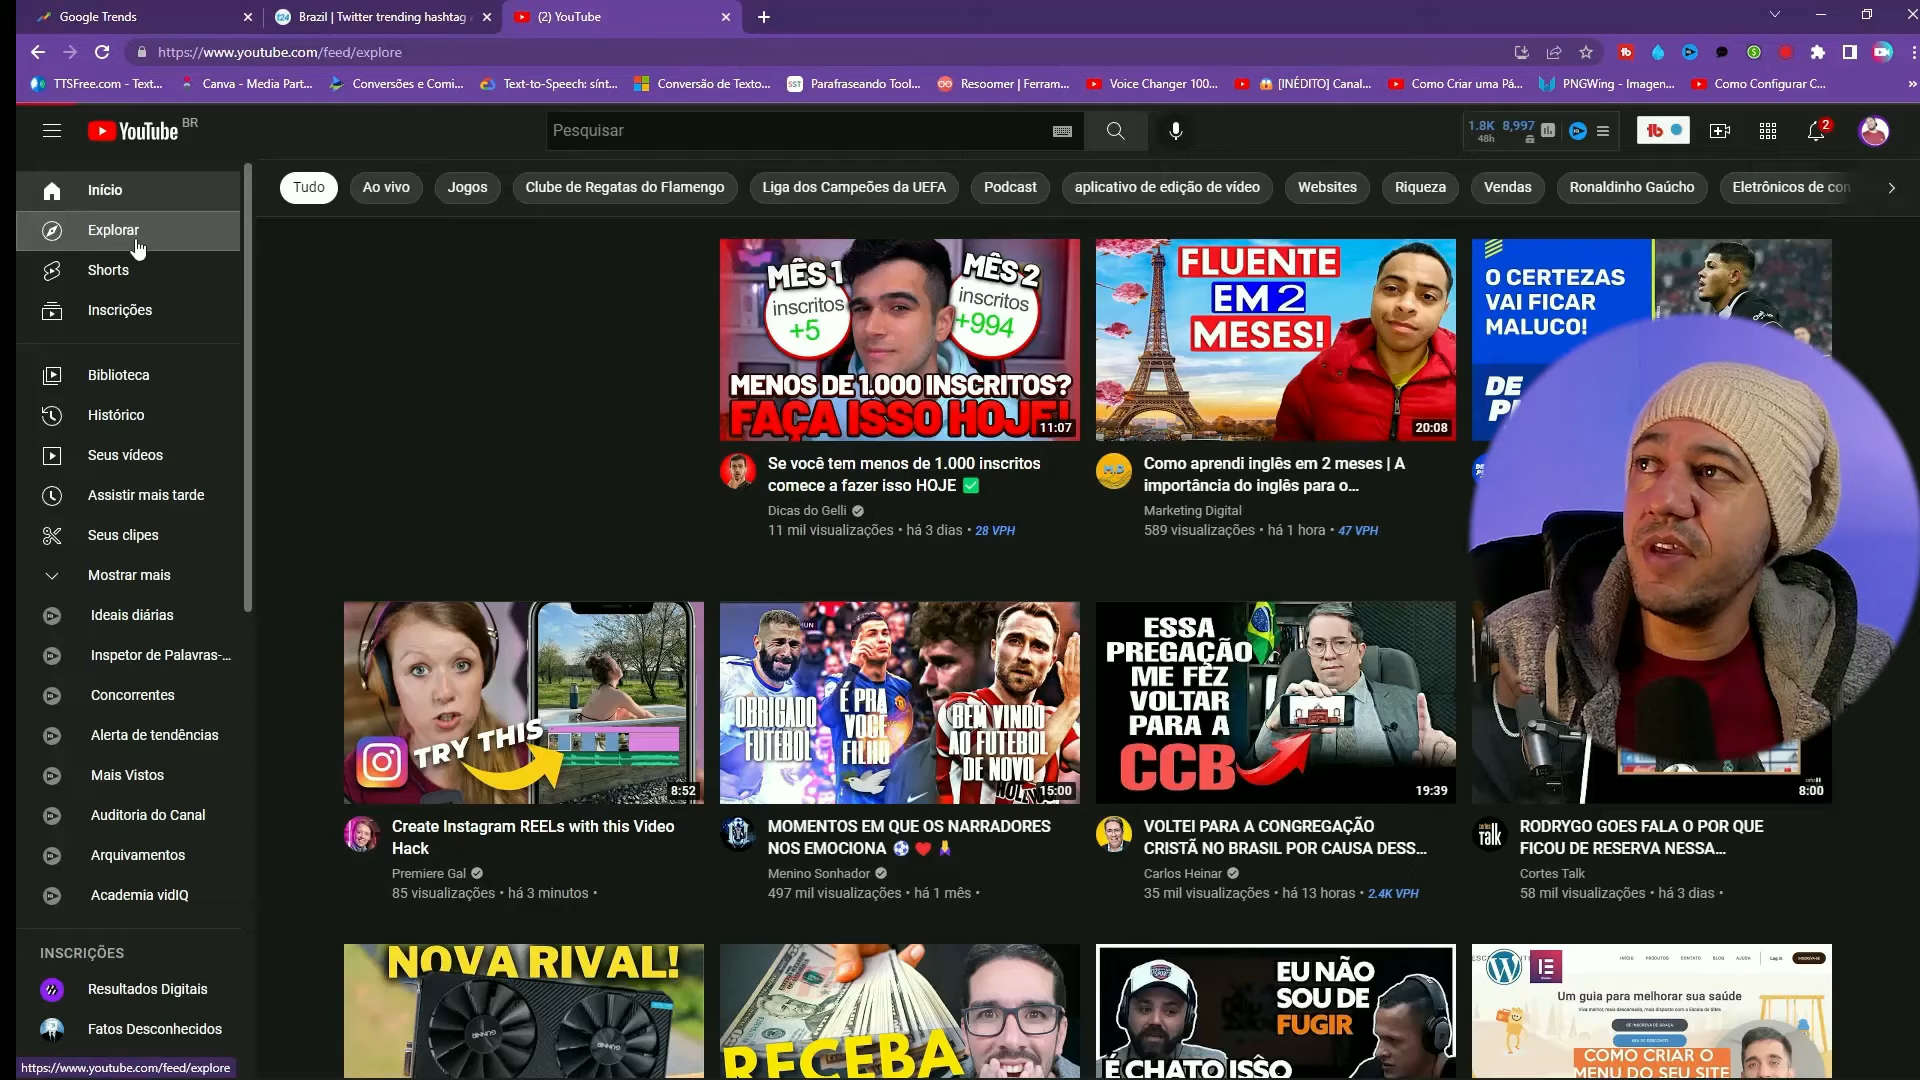 Google Trends
Brazil | Twitter trending hashtag
(2) YouTube
https://www.youtube.com/feed/explore
TTSFree.com - Text...
Canva - Media Part...
Conversões e Comi...
Text-to-Speech: sínt...
Conversão de Texto...
SST
Parafraseando Tool...
Resoomer | Ferram...
Voice Changer 100...
[INÉDITO] Canal...
Como Criar uma Pá...
PNGWing - Imagen...
Como Configurar C...
YouTube BR
Pesquisar
1.8K 8,997
48h
tb
2
Início
Explorar
Shorts
Inscrições
Biblioteca
Histórico
Seus vídeos
Assistir mais tarde
Seus clipes
Mostrar mais
Ideais diárias
Inspetor de Palavras-...
Concorrentes
Alerta de tendências
Mais Vistos
Auditoria do Canal
Arquivamentos
Academia vidIQ
INSCRIÇÕES
Resultados Digitais
Fatos Desconhecidos
https://www.youtube.com/feed/explore
Tudo
Ao vivo
Jogos
Clube de Regatas do Flamengo
Liga dos Campeões da UEFA
Podcast
aplicativo de edição de vídeo
Websites
Riqueza
Vendas
Ronaldinho Gaúcho
Eletrônicos de con
MÊS 1
inscritos
+5
MÊS 2
inscritos
+994
MENOS DE 1.000 INSCRITOS?
FAÇA ISSO HOJE!
11:07
Se você tem menos de 1.000 inscritos
comece a fazer isso HOJE
Dicas do Gelli
11 mil visualizações • há 3 dias • 28 VPH
FLUENTE
EM 2
MESES!
20:08
M.D
Como aprendi inglês em 2 meses | A
importância do inglês para o...
Marketing Digital
589 visualizações • há 1 hora • 47 VPH
O CERTEZAS
VAI FICAR
MALUCO!
DE
TRY THIS
8:52
Create Instagram REELs with this Video
Hack
Premiere Gal
85 visualizações • há 3 minutos •
OBRIGADO
FUTEBOL
É PRA
VOCÊ
FILHO
BEM VINDO
AO FUTEBOL
DE NOVO
15:00
MOMENTOS EM QUE OS NARRADORES
NOS EMOCIONA
Menino Sonhador
497 mil visualizações • há 1 mês •
ESSA
PREGAÇÃO
ME FEZ
VOLTAR
PARA A
CCB
19:39
VOLTEI PARA A CONGREGAÇÃO
CRISTÃ NO BRASIL POR CAUSA DESS...
Carlos Heinar
35 mil visualizações • há 13 horas • 2.4K VPH
8:00
talk
RODRYGO GOES FALA O POR QUE
FICOU DE RESERVA NESSA...
Cortes Talk
58 mil visualizações • há 3 dias •
NOVA RIVAL!
RECEBA
EU NÃO
SOU DE
FUGIR
É CHATO ISSO
Um guia para melhorar sua saúde
COMO CRIAR O
MENU DO SEU SITE